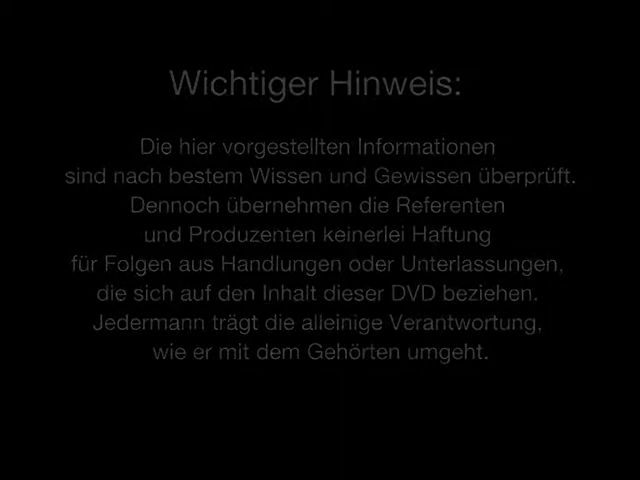 Wichtiger Hinweis:
Die hier vorgestellten Informationen
sind nach bestem Wissen und Gewissen überprüft.
Dennoch übernehmen die Referenten
und Produzenten keinerlei Haftung
für Folgen aus Handlungen oder Unterlassungen,
die sich auf den Inhalt dieser DVD beziehen.
Jedermann trägt die alleinige Verantwortung,
wie er mit dem Gehörten umgeht.